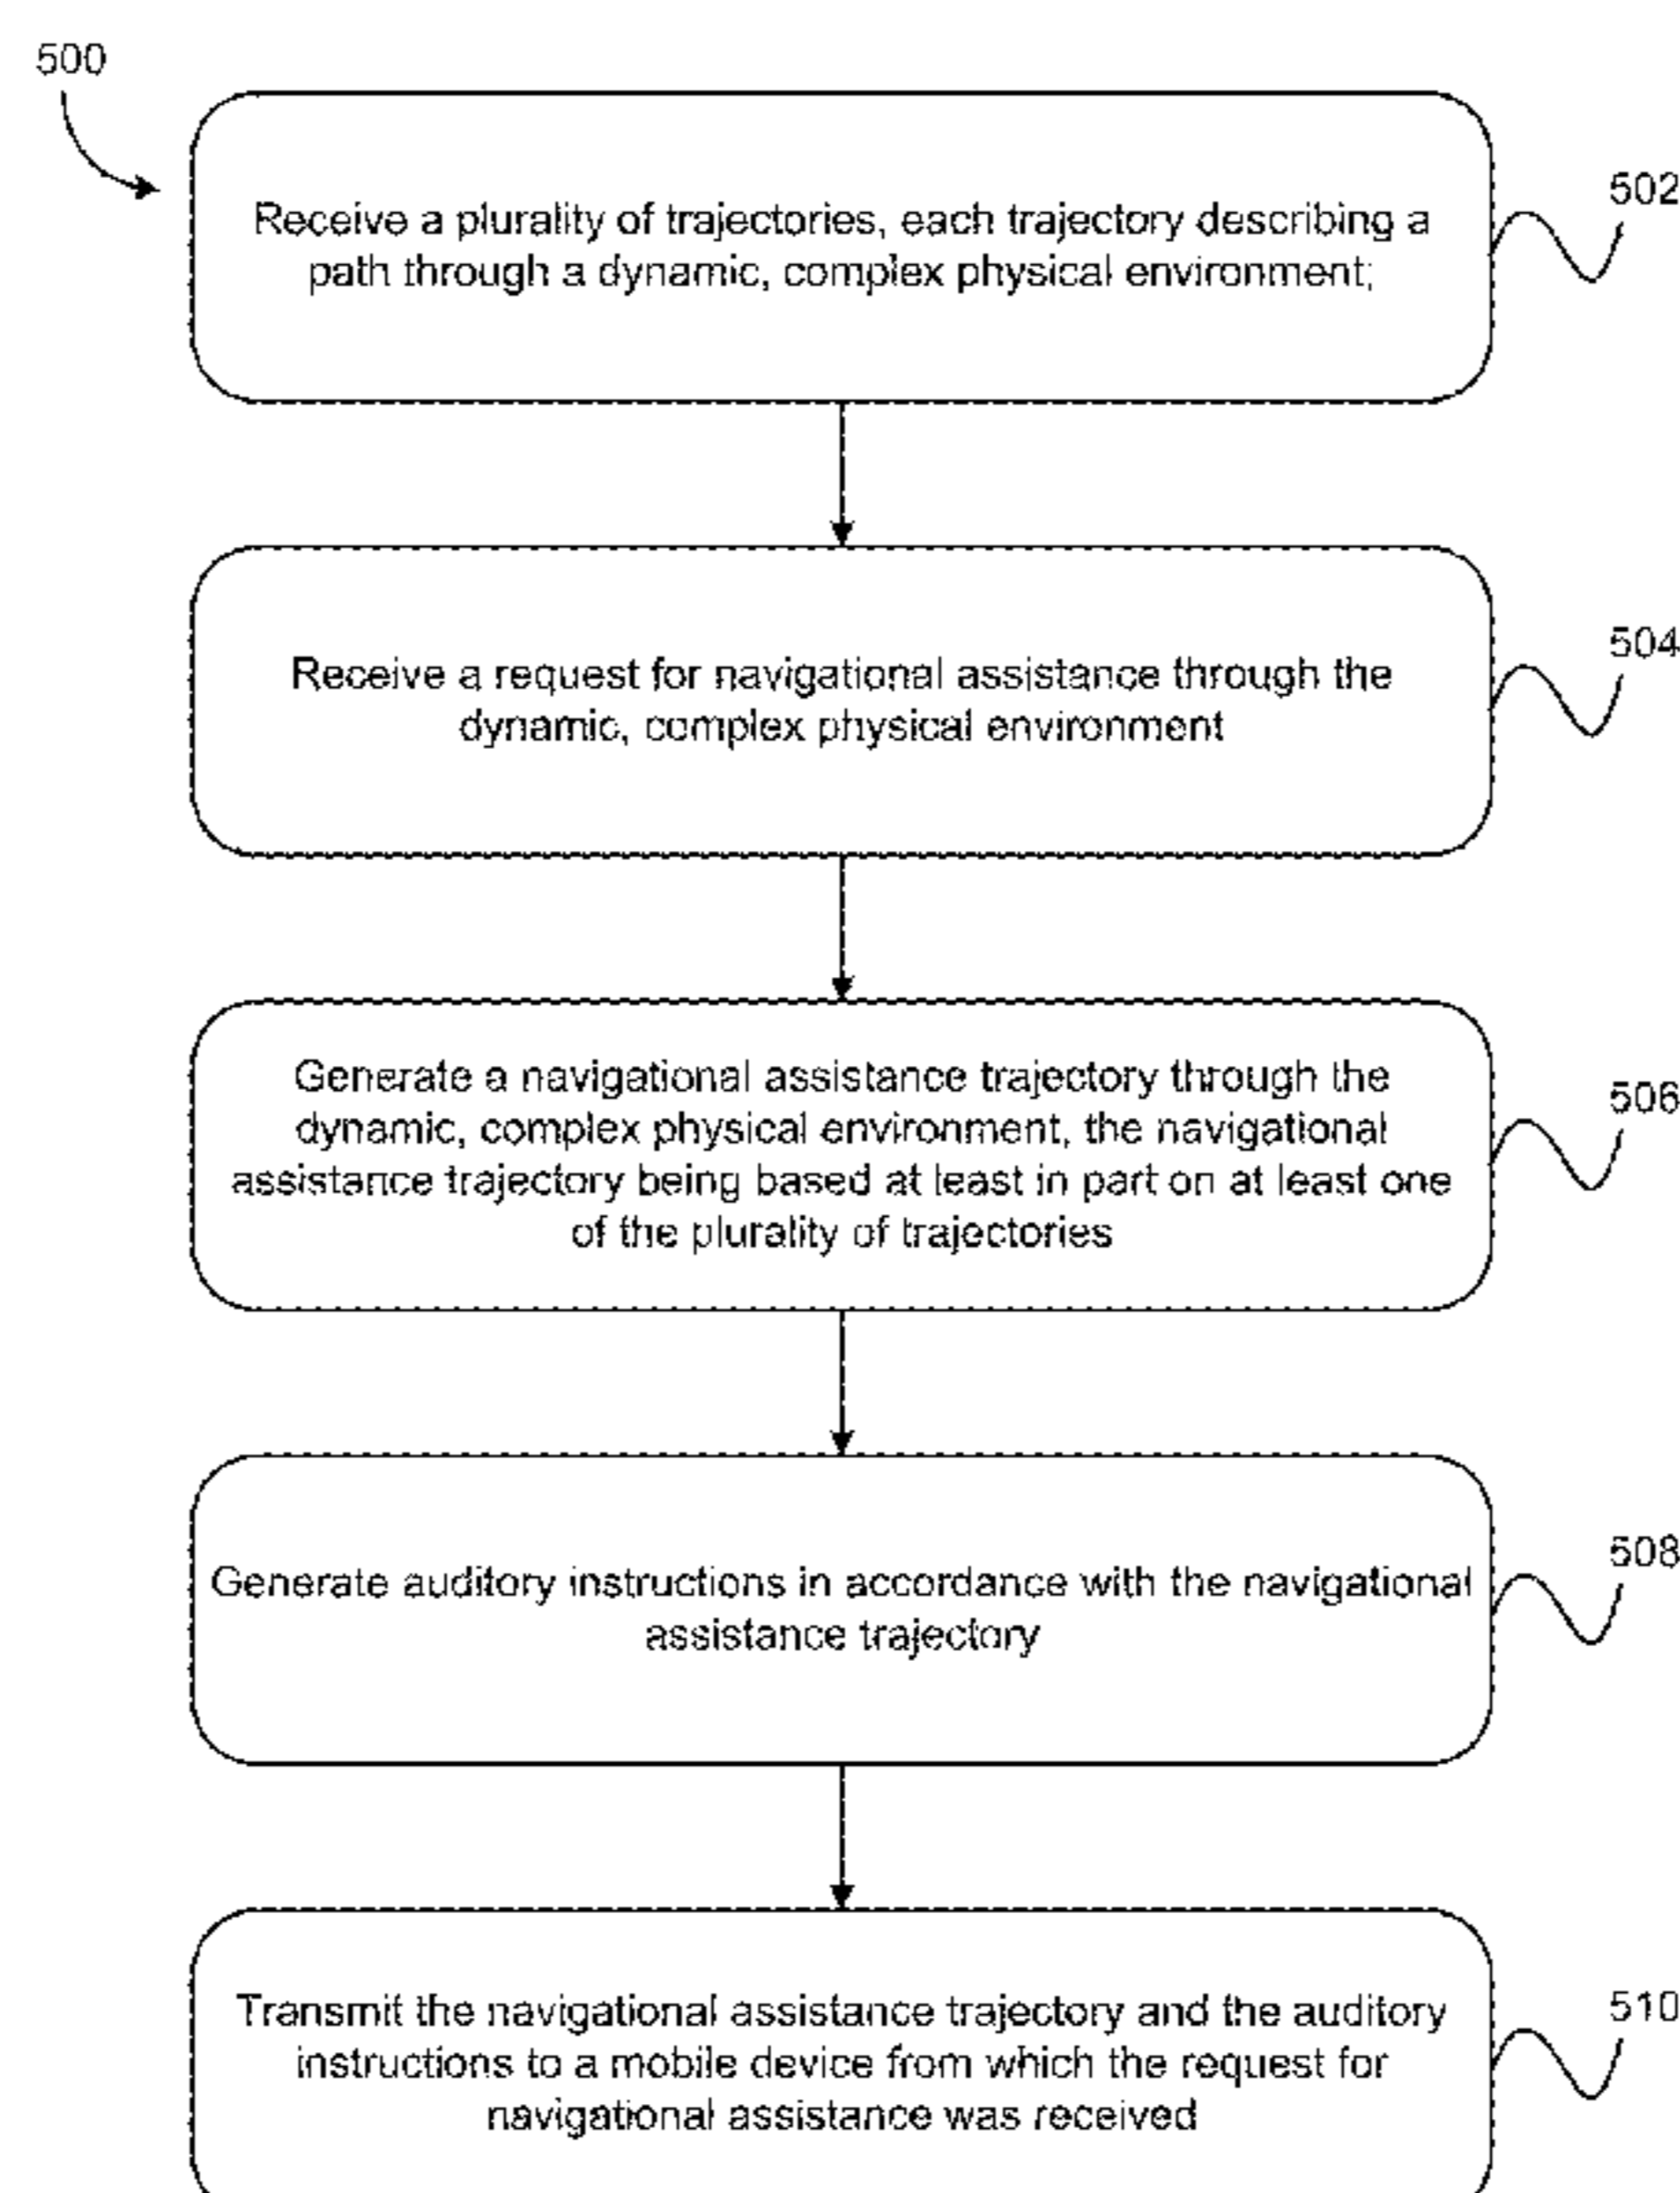 500
Receive a plurality of trajectories, each trajectory describing a
path through a dynamic, complex physical environment;
502
Receive a request for navigational assistance through the
dynamic, complex physical environment
504
Generate a navigational assistance trajectory through the
dynamic, complex physical environment, the navigational
assistance trajectory being based at least in part on at least one
of the plurality of trajectories
506
Generate auditory instructions in accordance with the navigational
assistance trajectory
508
Transmit the navigational assistance trajectory and the auditory
instructions to a mobile device from which the request for
navigational assistance was received
510